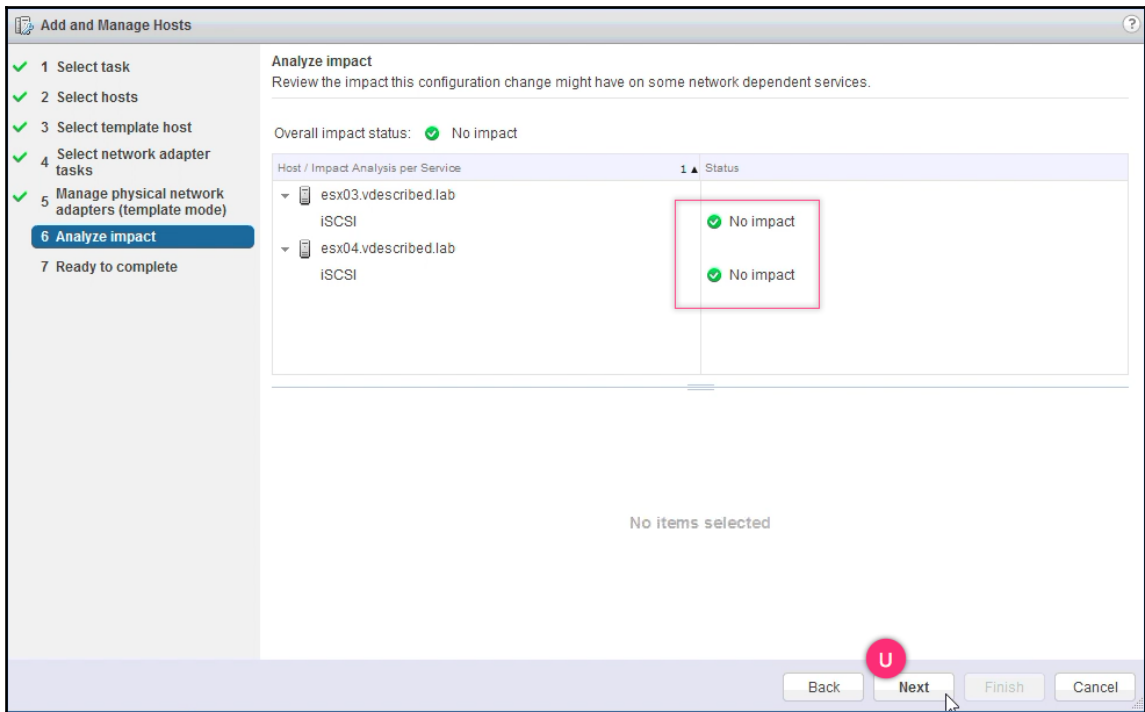 Add and Manage Hosts
?
1 Select task
2 Select hosts
3 Select template host
4 Select network adapter
tasks
5 Manage physical network
adapters (template mode)
6 Analyze impact
7 Ready to complete
Analyze impact
Review the impact this configuration change might have on some network dependent services.
Overall impact status: No impact
Host / Impact Analysis per Service 1 ▲ Status
esx03.vdescribed.lab
iSCSI No impact
esx04.vdescribed.lab
iSCSI No impact
No items selected
U
Back Next Finish Cancel